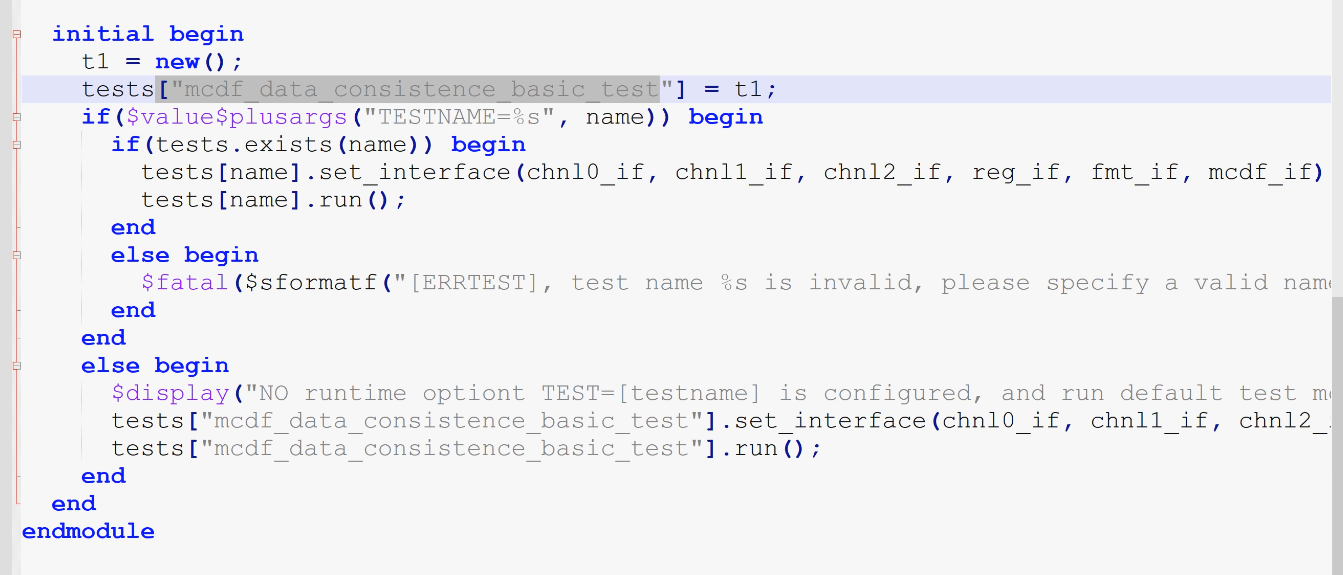 initial begin
t1 = new();
tests["mcdf_data_consistence_basic_test"] = t1;
if($value$plusargs("TESTNAME=%s", name)) begin
if(tests.exists(name)) begin
tests[name].set_interface(chnl0_if, chnl1_if, chnl2_if, reg_if, fmt_if, mcdf_if)
tests[name].run();
end
else begin
$fatal($sformatf("[ERRTEST], test name %s is invalid, please specify a valid
end
end
else begin
$display("NO runtime optiont TEST=[testname] is configured, and run default test
tests["mcdf_data_consistence_basic_test"].set_interface(chnl0_if, chnl1_if, chnl2_
tests["mcdf_data_consistence_basic_test"].run();
end
end
endmodule